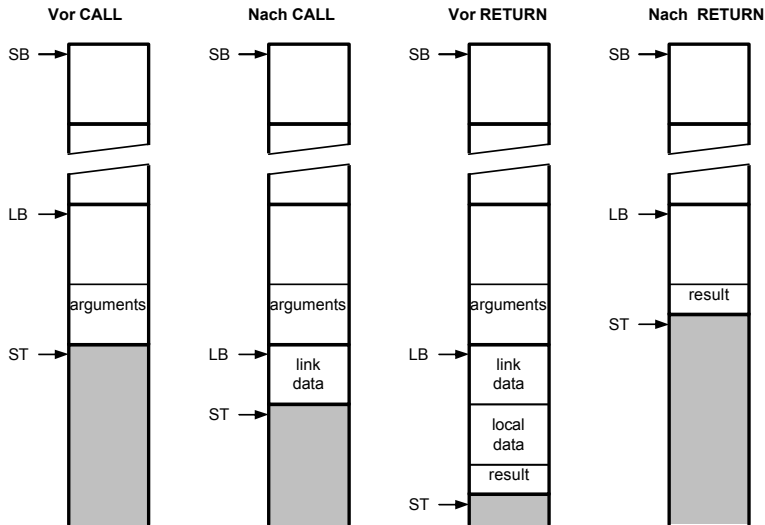 Vor CALL
Nach CALL
Vor RETURN
Nach RETURN
SB
SB
SB
SB
LB
LB
arguments
arguments
arguments
result
ST
ST
LB
link
data
LB
link
data
ST
local
data
result
ST